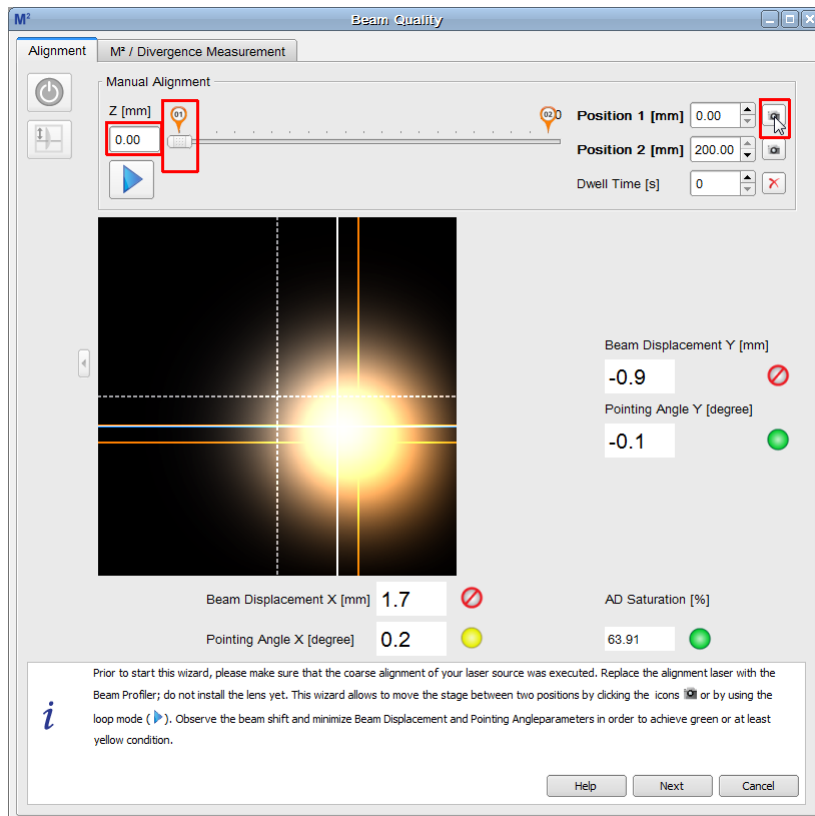 M² Beam Quality
Alignment M² / Divergence Measurement
Manual Alignment
Z [mm] 01 02 0 Position 1 [mm] 0.00
0.00
Position 2 [mm] 200.00
Dwell Time [s] 0
Beam Displacement Y [mm]
-0.9
Pointing Angle Y [degree]
-0.1
Beam Displacement X [mm] 1.7 AD Saturation [%]
Pointing Angle X [degree] 0.2 63.91
Prior to start this wizard, please make sure that the coarse alignment of your laser source was executed. Replace the alignment laser with the
Beam Profiler; do not install the lens yet. This wizard allows to move the stage between two positions by clicking the icons or by using the
i loop mode ( ). Observe the beam shift and minimize Beam Displacement and Pointing Angleparameters in order to achieve green or at least
yellow condition.
Help Next Cancel